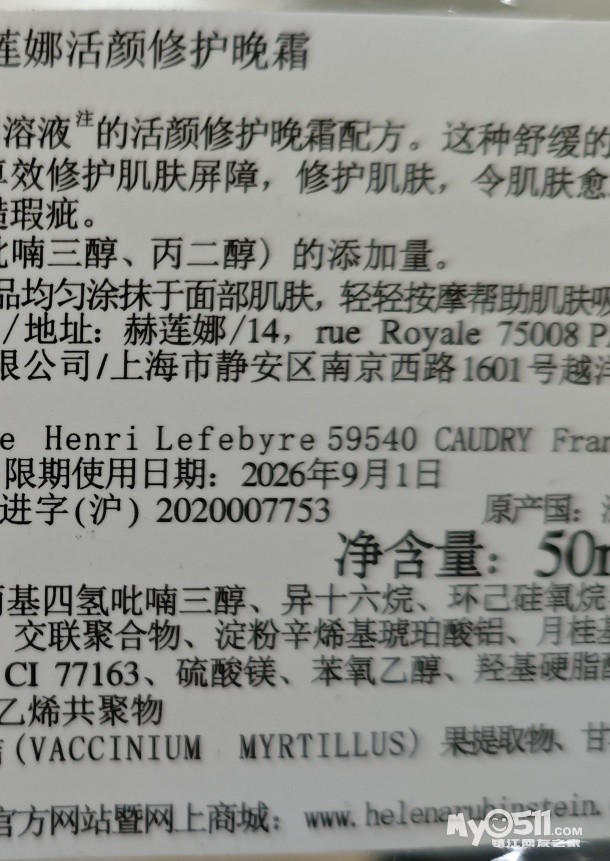 莲娜活颜修护晚霜
溶液注的活颜修护晚霜配方。这种舒缓的
效修护肌肤屏障，修护肌肤，令肌肤愈
瑕疵。
喃三醇、丙二醇）的添加量。
品均匀涂抹于面部肌肤，轻轻按摩帮助肌肤吸
/地址：赫莲娜/14，rue Royale 75008 P
限公司/上海市静安区南京西路1601号越洋
e Henri Lefebyre 59540 CAUDRY Fran
限期使用日期：2026年9月1日
进字(沪) 2020007753 原产国：
净含量：50m
基四氢吡喃三醇、异十六烷、环己硅氧烷
交联聚合物、淀粉辛烯基琥珀酸铝、月桂基
CI 77163、硫酸镁、苯氧乙醇、羟基硬脂酸
乙烯共聚物
(VACCINIUM MYRTILLUS) 果提取物、甘
官方网站暨网上商城：www.helenarubinstein.
My0511.com
镇江网友之家